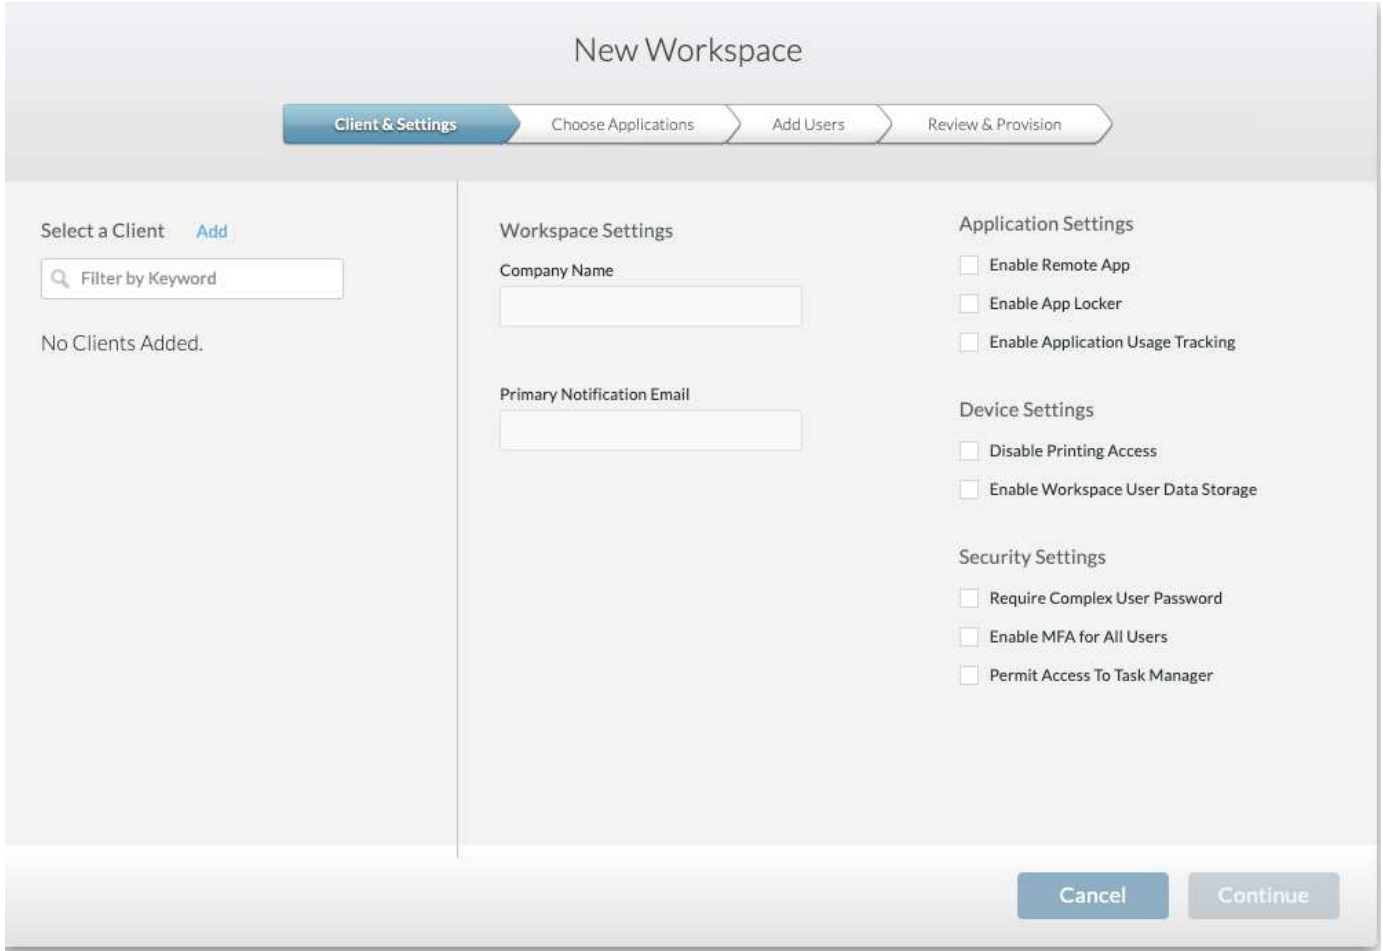 New Workspace
Client & Settings
Choose Applications
Add Users
Review & Provision
Select a Client
Add
Filter by Keyword
No Clients Added.
Workspace Settings
Company Name
Primary Notification Email
Application Settings
Enable Remote App
Enable App Locker
Enable Application Usage Tracking
Device Settings
Disable Printing Access
Enable Workspace User Data Storage
Security Settings
Require Complex User Password
Enable MFA for All Users
Permit Access To Task Manager
Cancel
Continue